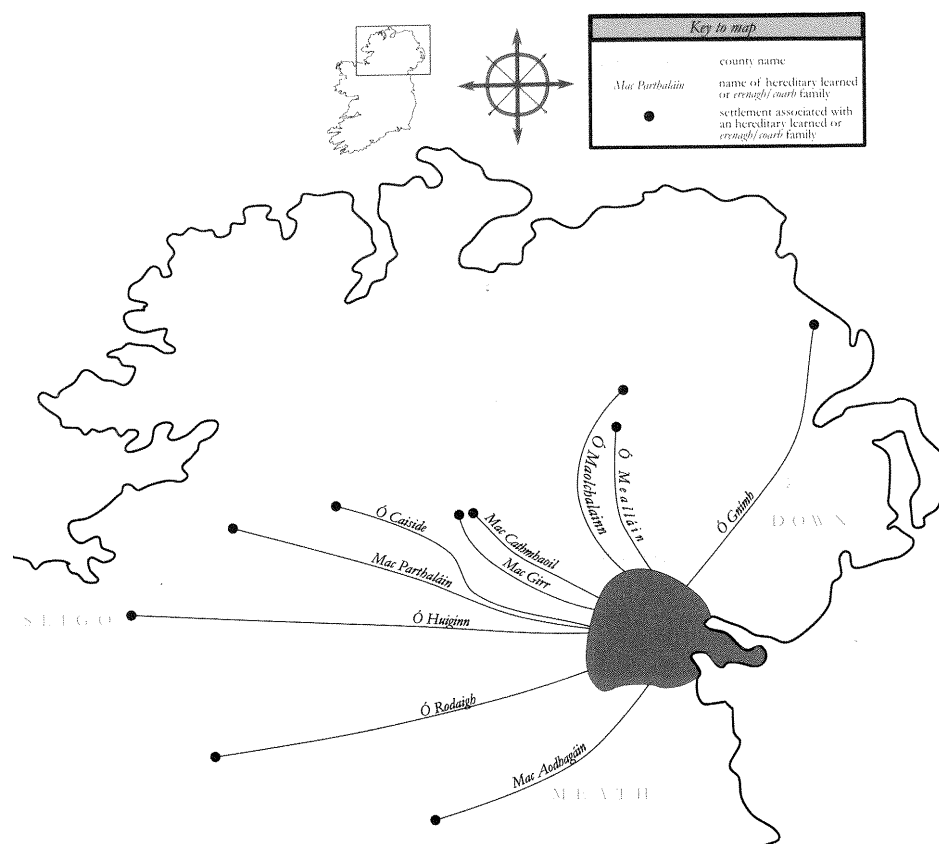 Key to map
county name
Mac Parthaláin
name of hereditary learned
or erenagh/coarb family
settlement associated with
an hereditary learned or
erenagh/coarb family
Ó Maolchalainn
Ó Mealláin
Ó Gnímh
DOWN
Ó Caiside
Mac Cathmhaoil
Mac Girr
Mac Parthaláin
SLIGO
Ó Huiginn
Ó Rodaigh
Mac Aodhagáin
MEATH